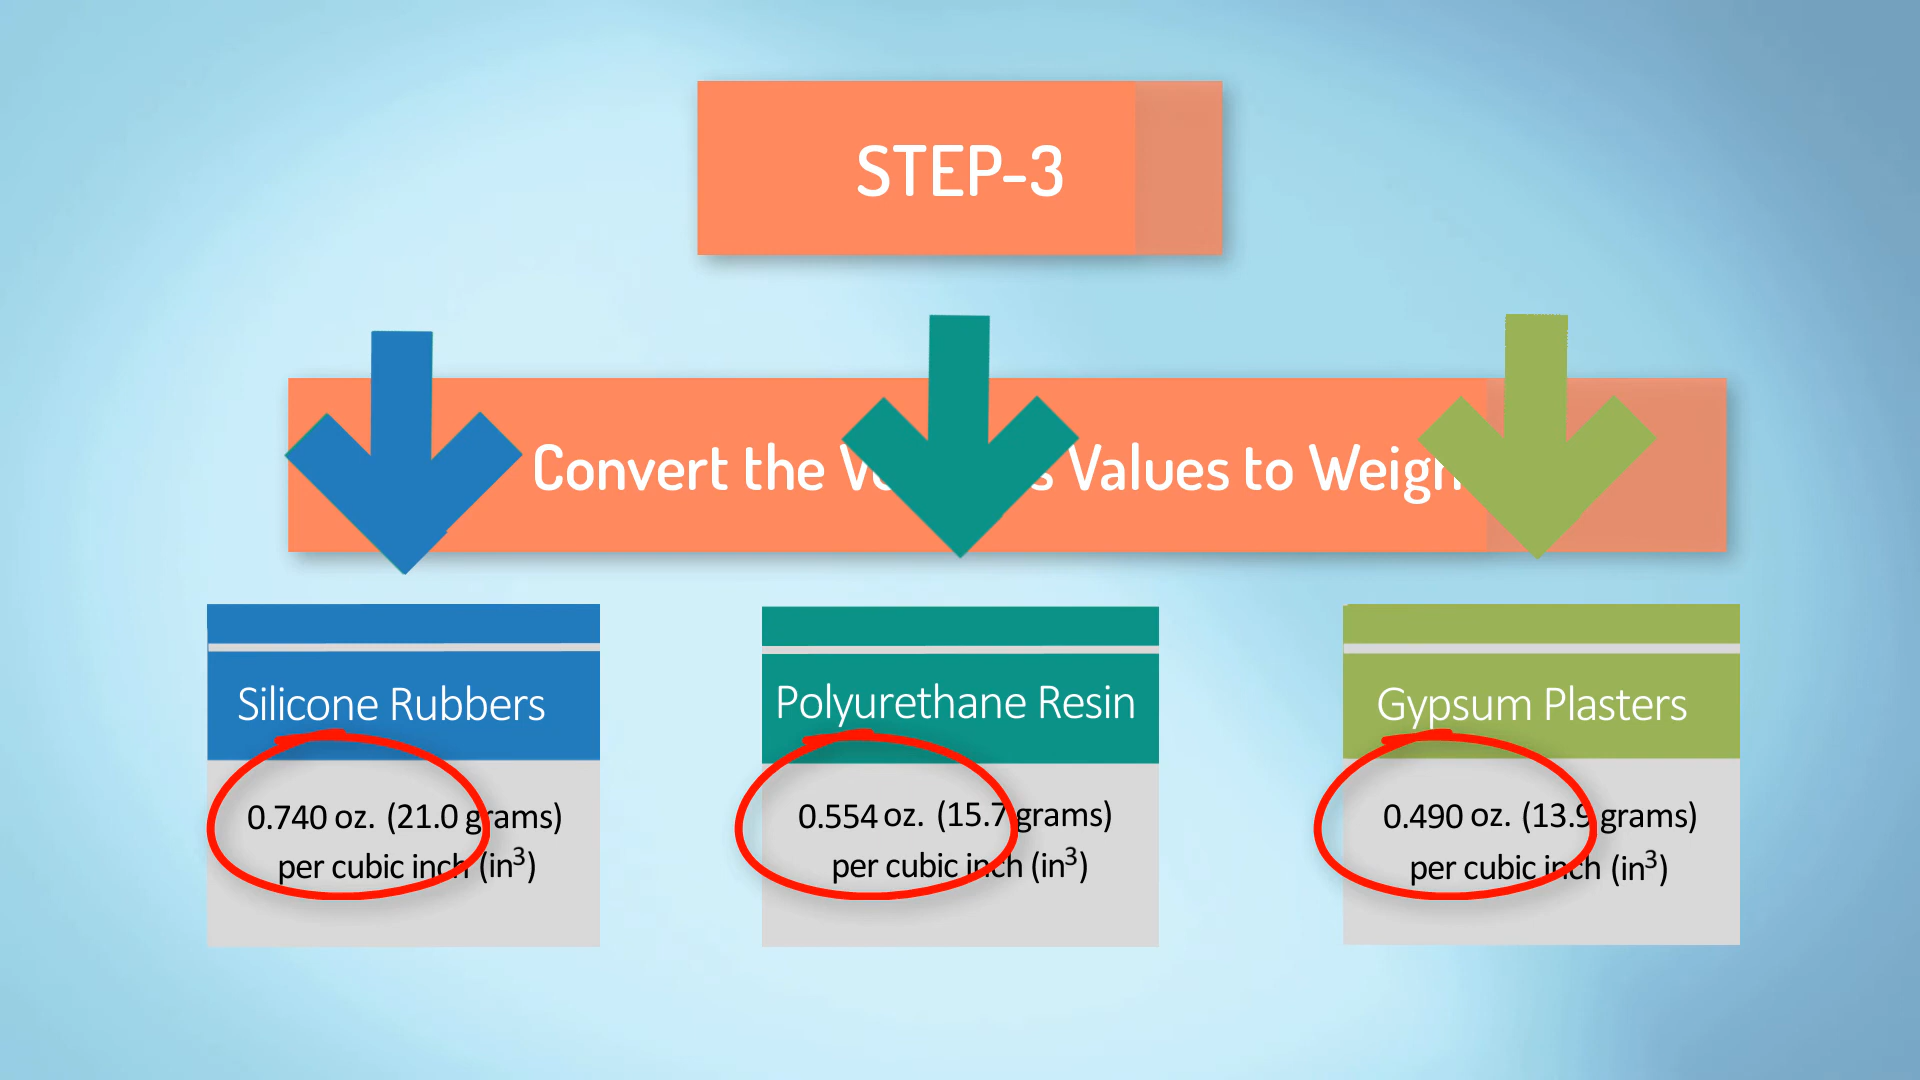 STEP-3
Convert the Values to
Silicone Rubbers
0.740 oz. (21.0 grams)
per cubic inch (in³)
Polyurethane Resin
0.554 oz. (15.7 grams)
per cubic inch (in³)
Gypsum Plasters
0.490 oz. (13.9 grams)
per cubic inch (in³)